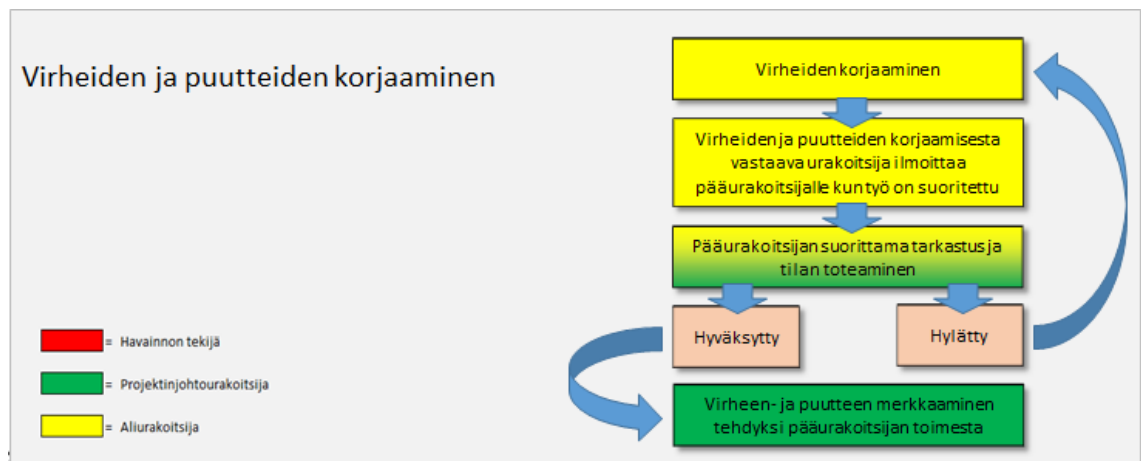 Virheiden ja puutteiden korjaaminen
Virheiden korjaaminen
Virheiden ja puutteiden korjaamisesta
vastaava urakoitsija ilmoittaa
pääurakoitsijalle kun työ on suoritettu
Pääurakoitsijan suorittama tarkastus ja
tilan toteaminen
Hyväksytty
Hylätty
Virheen- ja puutteen merkkaaminen
tehdyksi pääurakoitsijan toimesta
= Havainnon tekijä
= Projektinjohtourakoitsija
= Aliurakoitsija